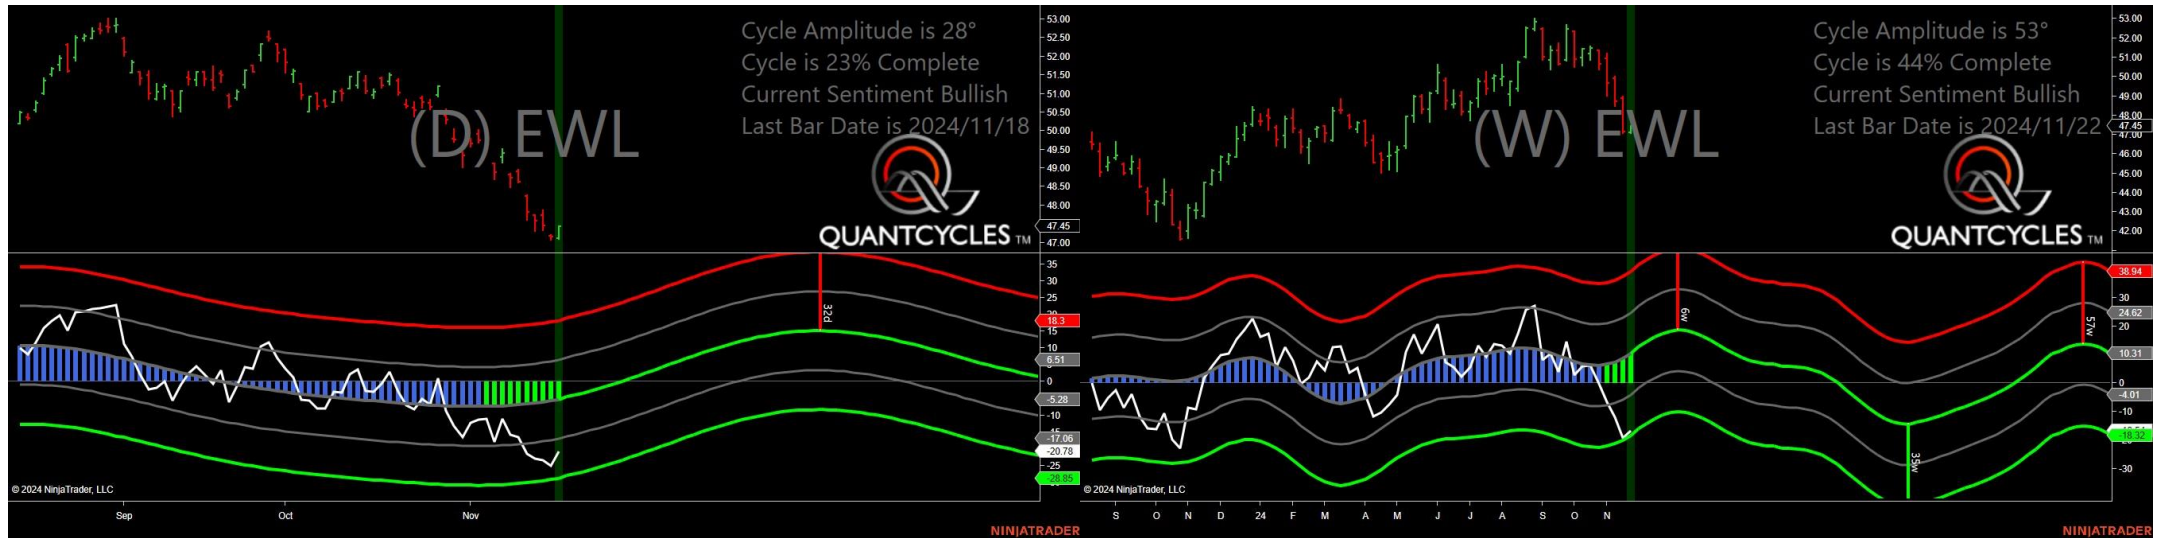 Cycle Amplitude is 28°
Cycle is 23% Complete
Current Sentiment Bullish
Last Bar Date is 2024/11/18
(D) EWL
QUANTCYCLES TM
53.00
52.50
52.00
51.50
51.00
50.50
50.00
49.50
49.00
48.50
48.00
47.45
47.00
35
30
25
20
18.3
15
10
6.51
0
-5.28
-10
-17.06
-20.78
-25
-28.85
32d
© 2024 NinjaTrader, LLC
Sep
Oct
Nov
NINJATRADER
Cycle Amplitude is 53°
Cycle is 44% Complete
Current Sentiment Bullish
Last Bar Date is 2024/11/22
(W) EWL
QUANTCYCLES TM
53.00
52.00
51.00
50.00
49.00
48.00
47.45
47.00
46.00
45.00
44.00
43.00
42.00
38.94
30
24.62
20
10.31
0
-4.01
-10
-18.32
-30
6w
35w
57w
© 2024 NinjaTrader, LLC
S O N D 24 F M A M J J A S O N
NINJATRADER